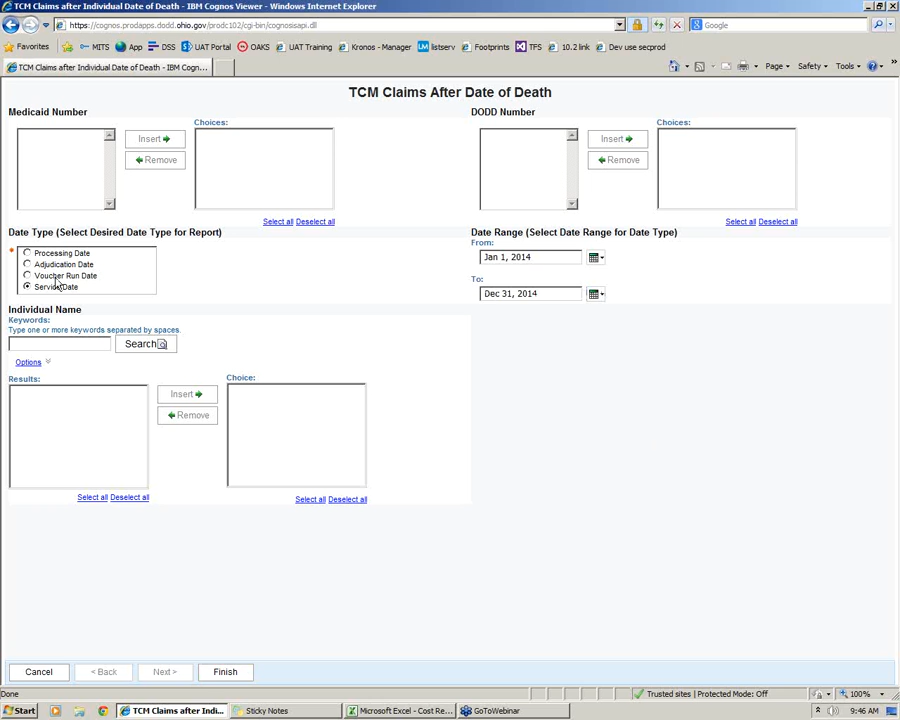 TCM Claims after Individual Date of Death - IBM Cognos Viewer - Windows Internet Explorer
https://cognos.prodapps.dodd.ohio.gov/prodc102/cgi-bin/cognosisapi.dll
Google
Favorites MITS App DSS UAT Portal OAKS UAT Training Kronos - Manager listserv Footprints TFS 10.2 link Dev use secprod
TCM Claims after Individual Date of Death - IBM Cogn...
Page Safety Tools
TCM Claims After Date of Death
Medicaid Number
DODD Number
Choices:
Choices:
Insert
Remove
Insert
Remove
Select all Deselect all
Select all Deselect all
Date Type (Select Desired Date Type for Report)
Date Range (Select Date Range for Date Type)
Processing Date
Adjudication Date
Voucher Run Date
Service Date
From:
Jan 1, 2014
To:
Dec 31, 2014
Individual Name
Keywords:
Type one or more keywords separated by spaces.
Search
Options
Results:
Choice:
Insert
Remove
Select all Deselect all
Select all Deselect all
Cancel
< Back
Next >
Finish
Done
Trusted sites | Protected Mode: Off
100%
Start
TCM Claims after Indi...
Sticky Notes
Microsoft Excel - Cost Re...
GoToWebinar
9:46 AM